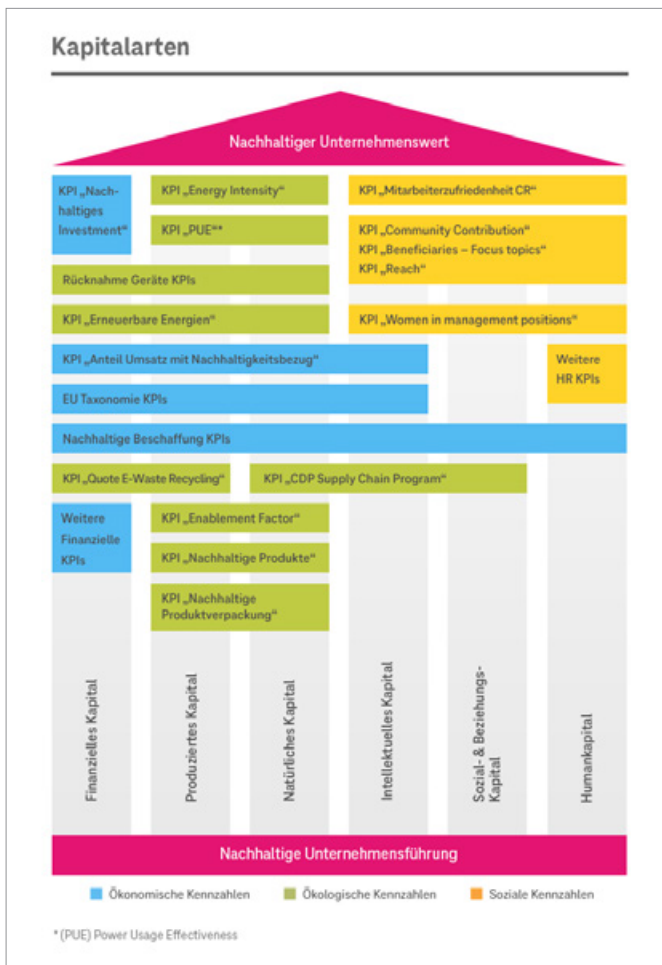 Kapitalarten
Nachhaltiger Unternehmenswert
KPI „Nach-
haltiges
Investment“
KPI „Energy Intensity“
KPI „Mitarbeiterzufriedenheit CR“
KPI „PUE“*
KPI „Community Contribution“
KPI „Beneficiaries – Focus topics“
KPI „Reach“
Rücknahme Geräte KPIs
KPI „Erneuerbare Energien“
KPI „Women in management positions“
KPI „Anteil Umsatz mit Nachhaltigkeitsbezug“
Weitere
HR KPIs
EU Taxonomie KPIs
Nachhaltige Beschaffung KPIs
KPI „Quote E-Waste Recycling“
KPI „CDP Supply Chain Program“
Weitere
Finanzielle
KPIs
KPI „Enablement Factor“
KPI „Nachhaltige Produkte“
KPI „Nachhaltige
Produktverpackung“
Finanzielles Kapital
Produziertes Kapital
Natürliches Kapital
Intellektuelles Kapital
Sozial- & Beziehungs-
Kapital
Humankapital
Nachhaltige Unternehmensführung
Ökonomische Kennzahlen
Ökologische Kennzahlen
Soziale Kennzahlen
* (PUE) Power Usage Effectiveness